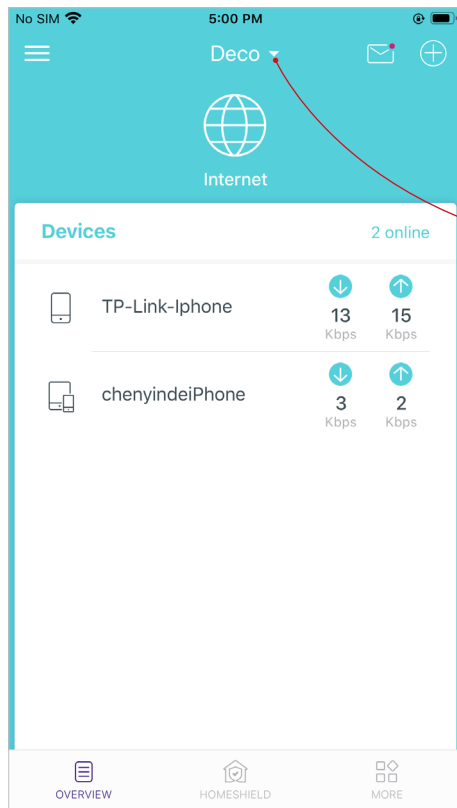 No SIM 5:00 PM
Deco
Internet
Devices 2 online
TP-Link-Iphone 13 15
Kbps Kbps
chenyindeiPhone 3 2
Kbps Kbps
OVERVIEW HOMESHIELD MORE